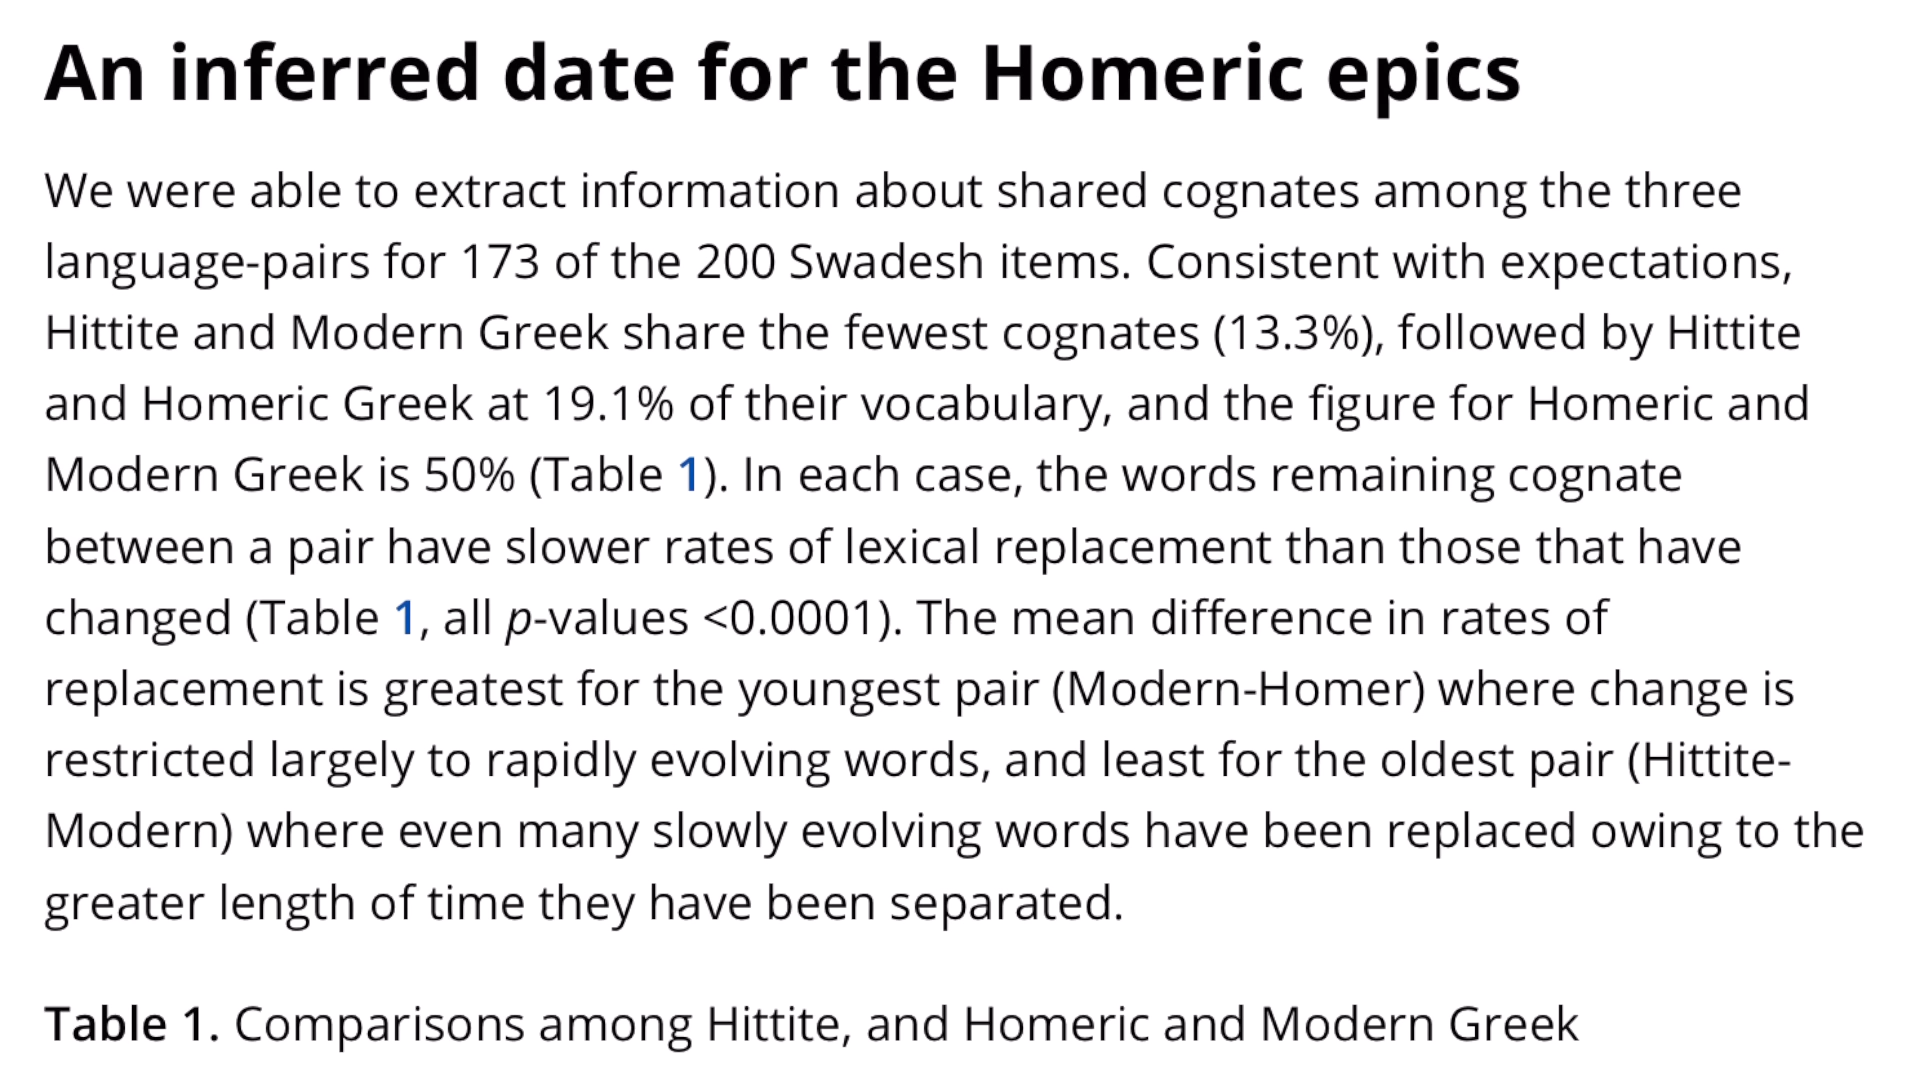 An inferred date for the Homeric epics
We were able to extract information about shared cognates among the three
language-pairs for 173 of the 200 Swadesh items. Consistent with expectations,
Hittite and Modern Greek share the fewest cognates (13.3%), followed by Hittite
and Homeric Greek at 19.1% of their vocabulary, and the figure for Homeric and
Modern Greek is 50% (Table 1). In each case, the words remaining cognate
between a pair have slower rates of lexical replacement than those that have
changed (Table 1, all p-values <0.0001). The mean difference in rates of
replacement is greatest for the youngest pair (Modern-Homer) where change is
restricted largely to rapidly evolving words, and least for the oldest pair (Hittite-
Modern) where even many slowly evolving words have been replaced owing to the
greater length of time they have been separated.
Table 1. Comparisons among Hittite, and Homeric and Modern Greek